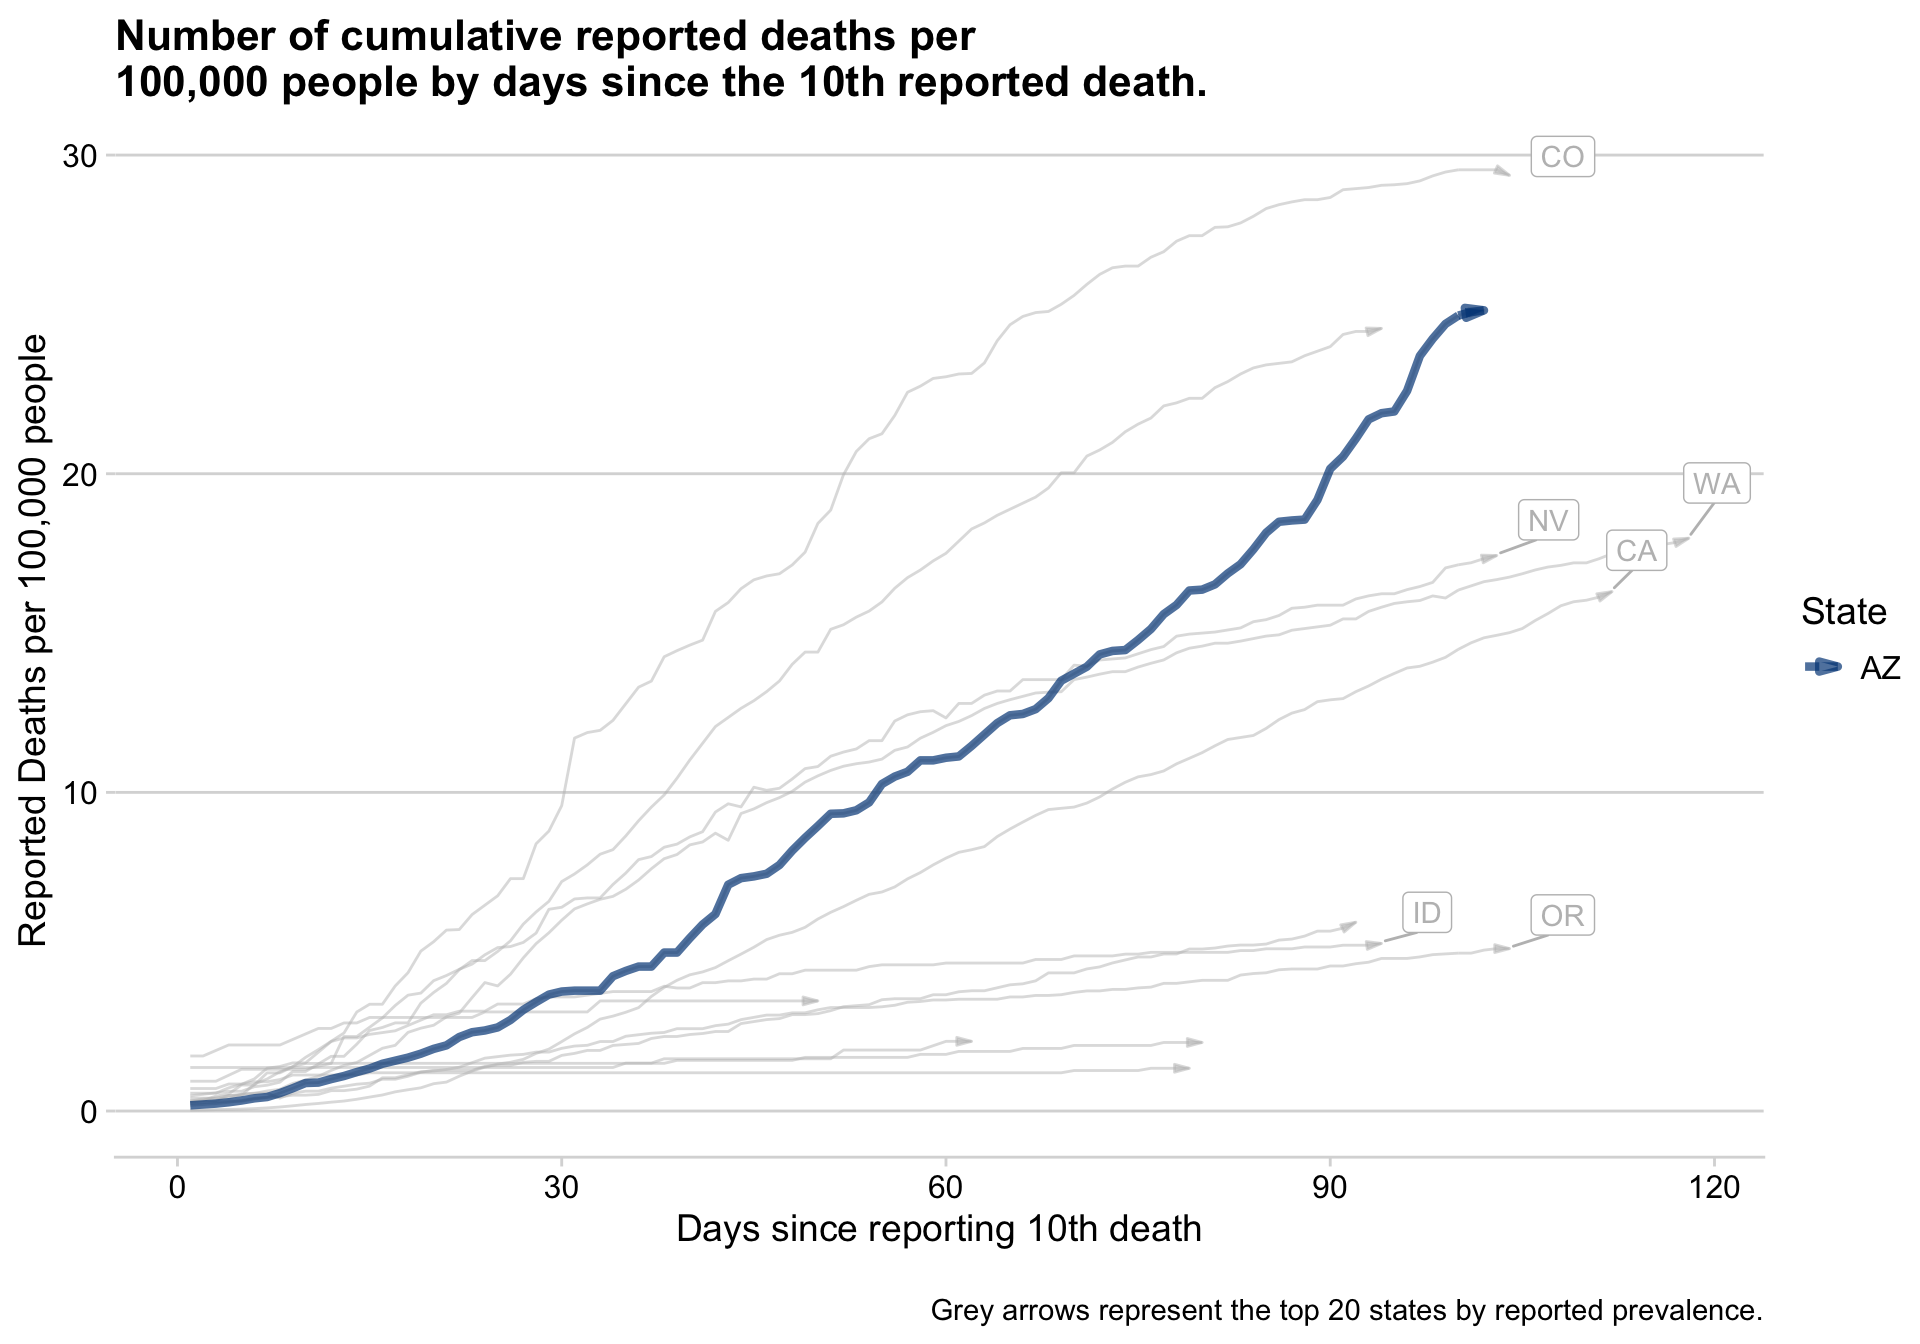 Number of cumulative reported deaths per
100,000 people by days since the 10th reported death.
Reported Deaths per 100,000 people
30
20
10
0
CO
WA
NV
CA
ID
OR
State
AZ
0
30
60
90
120
Days since reporting 10th death
Grey arrows represent the top 20 states by reported prevalence.